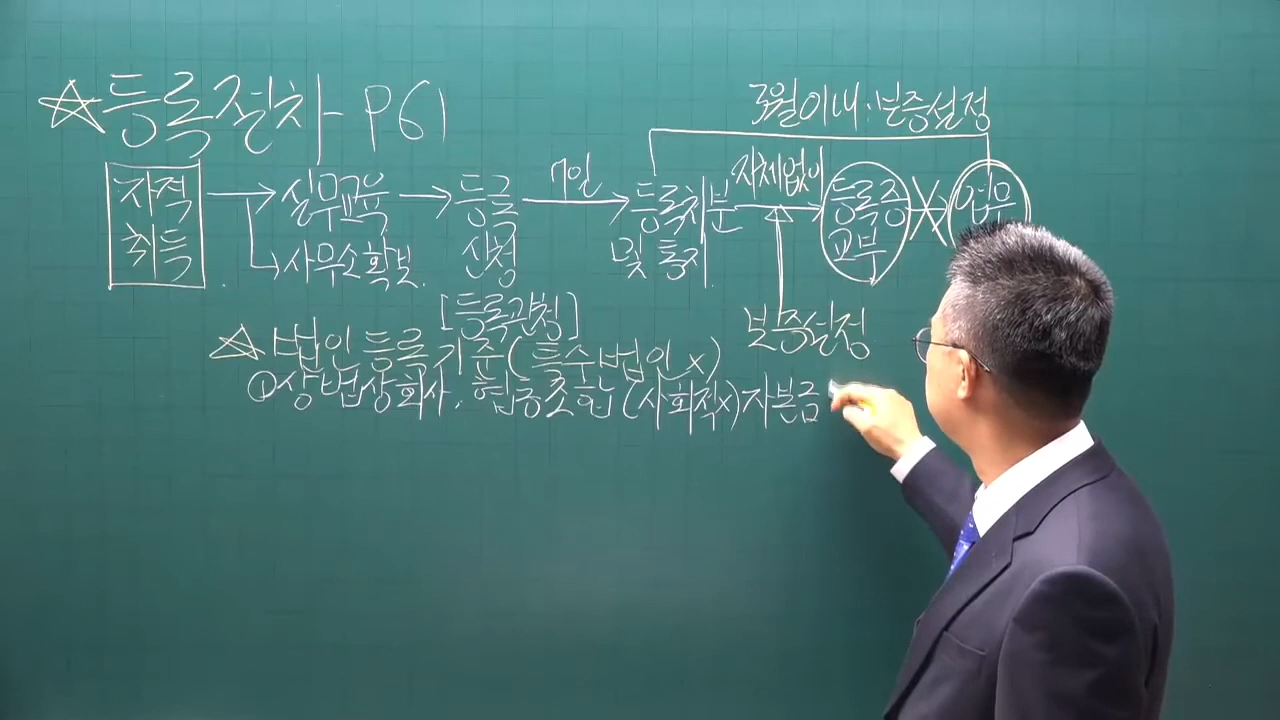 ☆등록절차 P61
3월이내:보증설정
자격 → 실무교육 → 등록 7일 → 등록처분 지체없이 → 등록증 X 업무
취득 → 사무소확보. 신청 및 통지. 교부
[등록관청] 보증설정
☆ 법인 등록 기준(특수법인 x)
① 상법상회사. 협동조합(사회적x)자본금